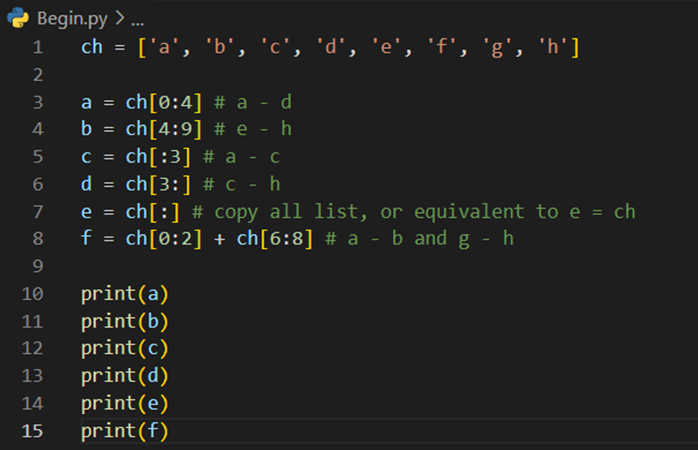 Begin.py > ...
1 ch = ['a', 'b', 'c', 'd', 'e', 'f', 'g', 'h']
2
3 a = ch[0:4] # a - d
4 b = ch[4:9] # e - h
5 c = ch[:3] # a - c
6 d = ch[3:] # c - h
7 e = ch[:] # copy all list, or equivalent to e = ch
8 f = ch[0:2] + ch[6:8] # a - b and g - h
9
10 print(a)
11 print(b)
12 print(c)
13 print(d)
14 print(e)
15 print(f)